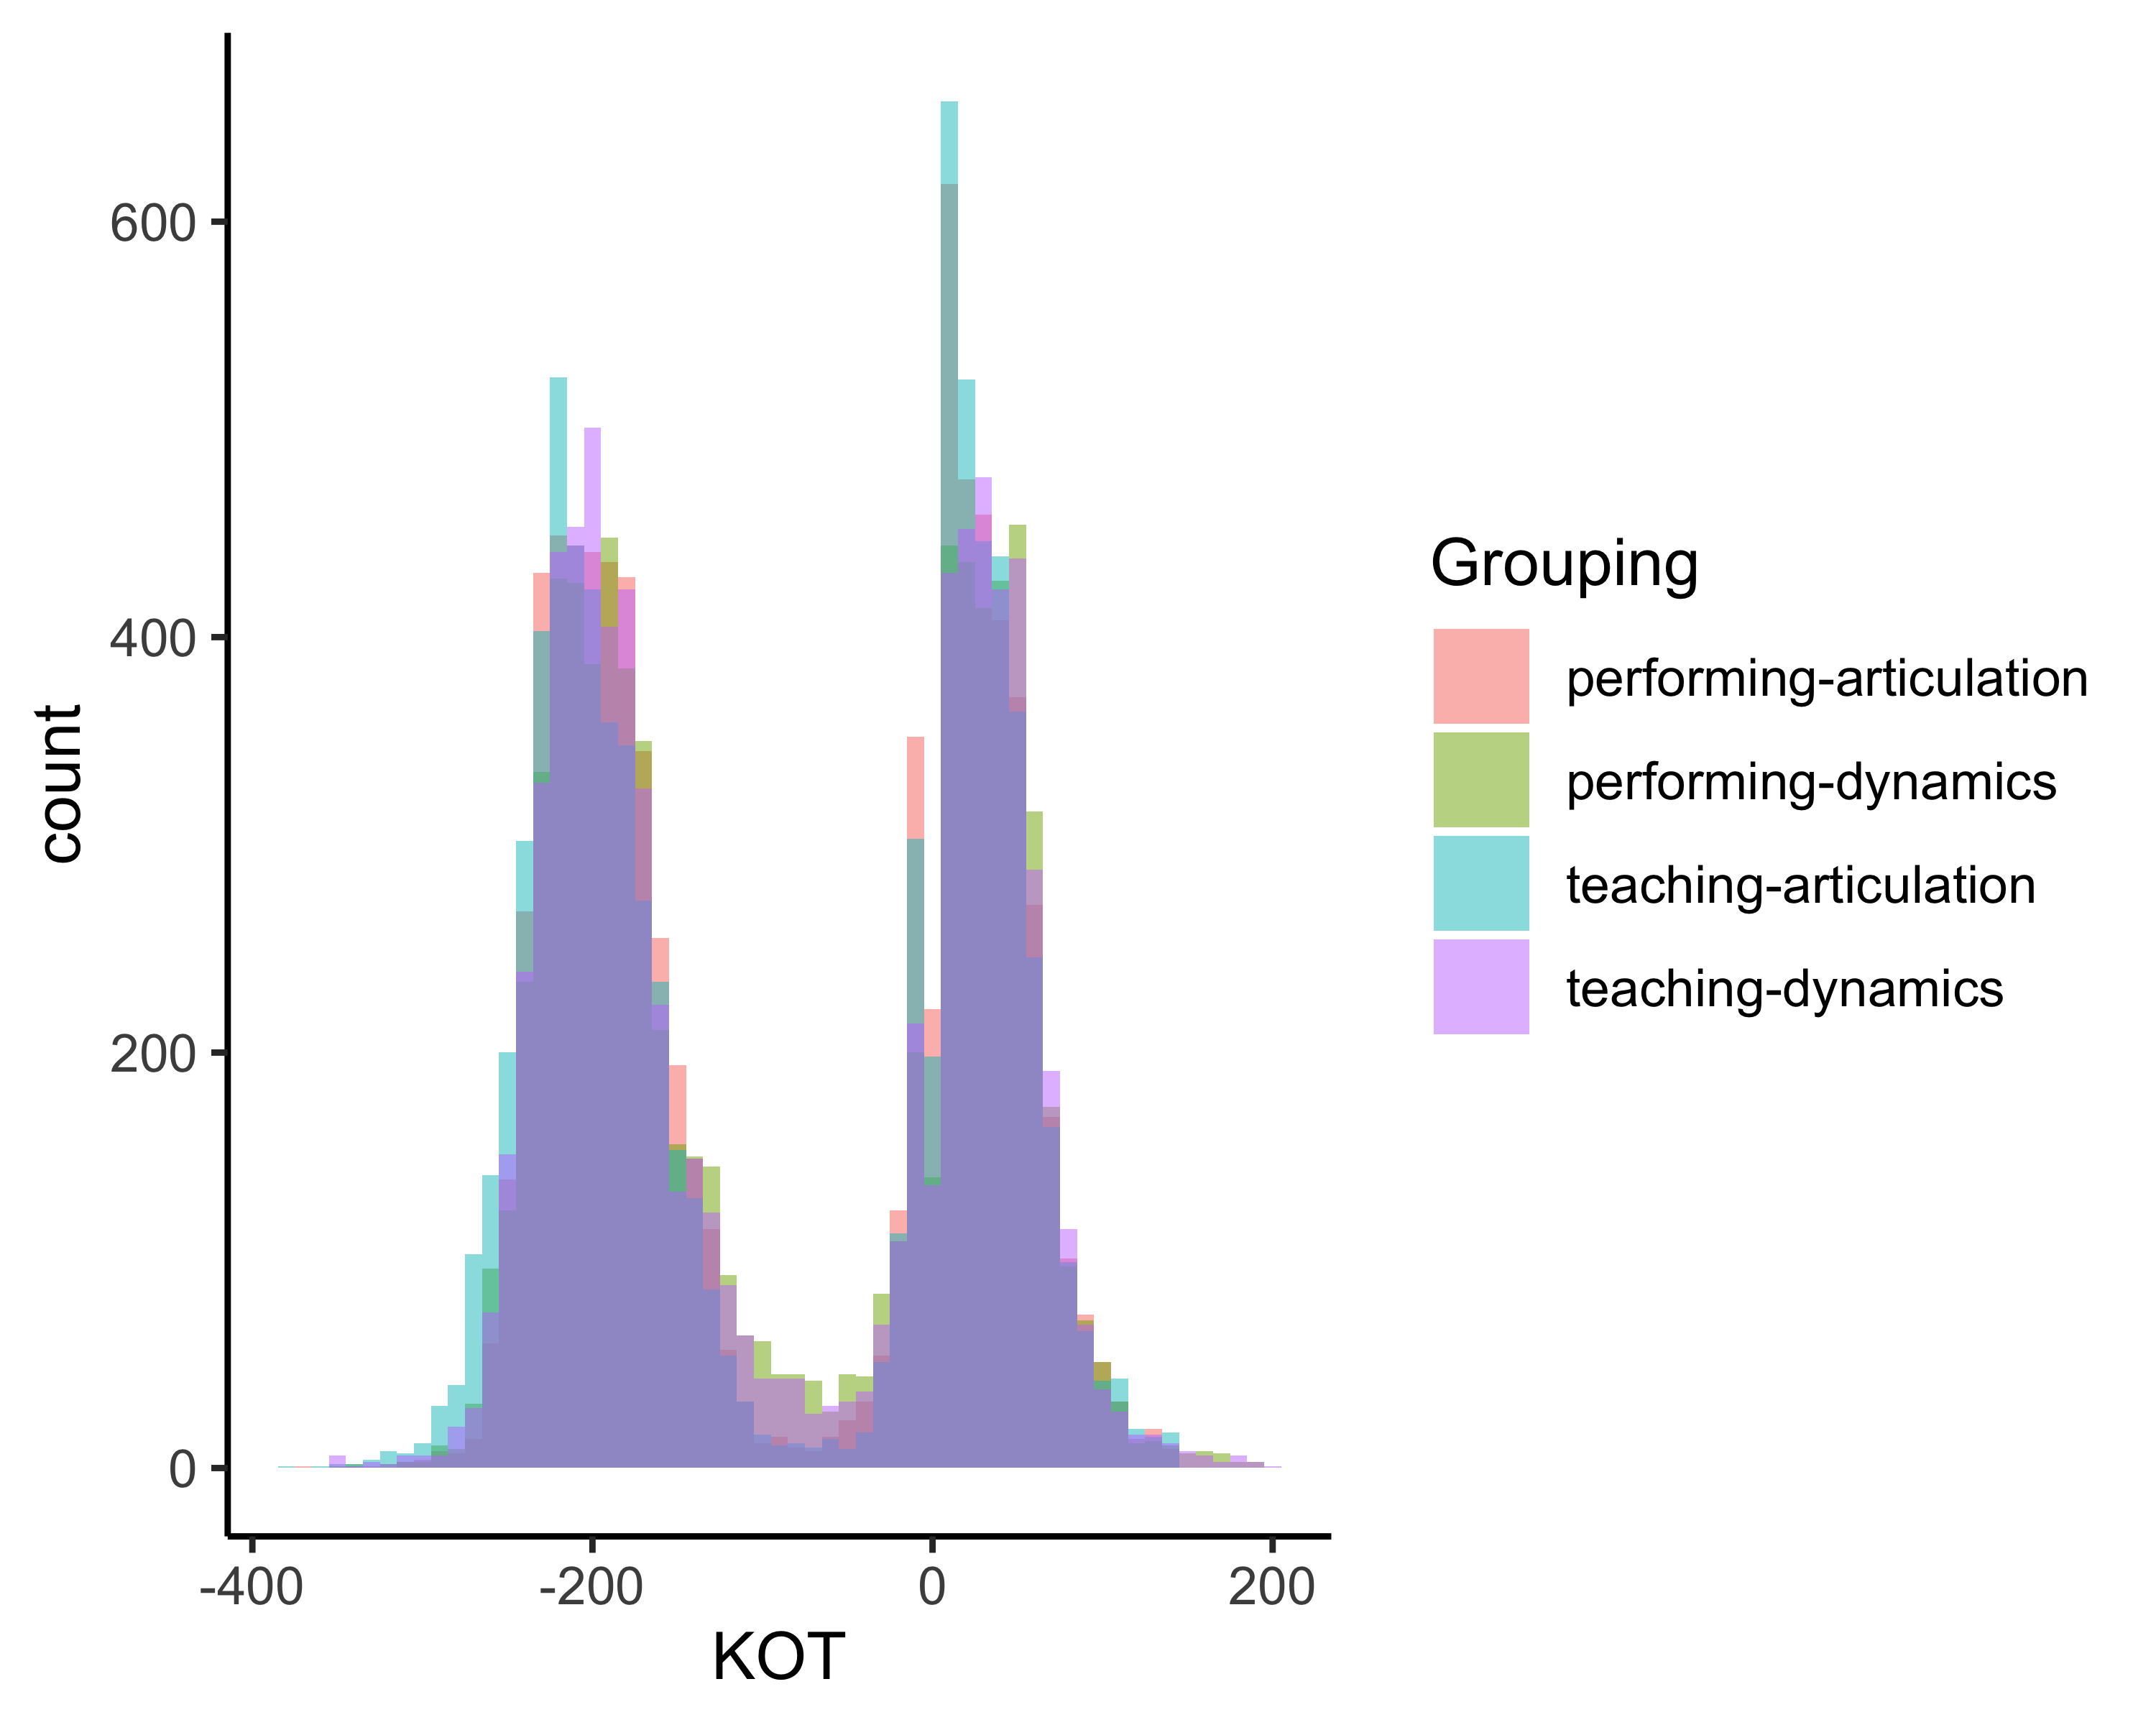 600
400
200
0
count
-400
-200
0
200
KOT
Grouping
performing-articulation
performing-dynamics
teaching-articulation
teaching-dynamics